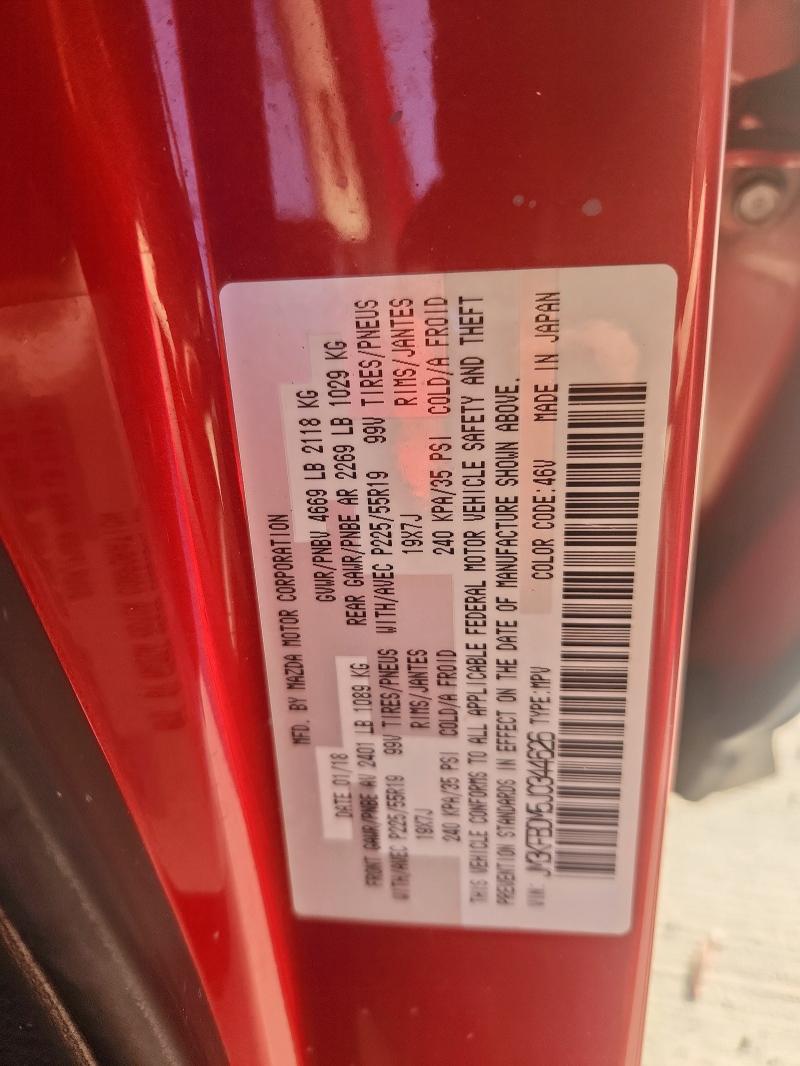 MFD. BY MAZDA MOTOR CORPORATION
DATE 01/18 GVWR/PNBV 4669 LB 2118 KG
FRONT GAWR/PNBE AV 2401 LB 1089 KG REAR GAWR/PNBE AR 2269 LB 1029 KG
WITH/AVEC P225/55R19 99V TIRES/PNEUS WITH/AVEC P225/55R19 99V TIRES/PNEUS
19X7J RIMS/JANTES 19X7J RIMS/JANTES
240 KPA/35 PSI COLD/A FROID 240 KPA/35 PSI COLD/A FROID
THIS VEHICLE CONFORMS TO ALL APPLICABLE FEDERAL MOTOR VEHICLE SAFETY AND THEFT
PREVENTION STANDARDS IN EFFECT ON THE DATE OF MANUFACTURE SHOWN ABOVE.
VIN: JM3KFBDM5J0344626 TYPE:MPV COLOR CODE:46V MADE IN JAPAN